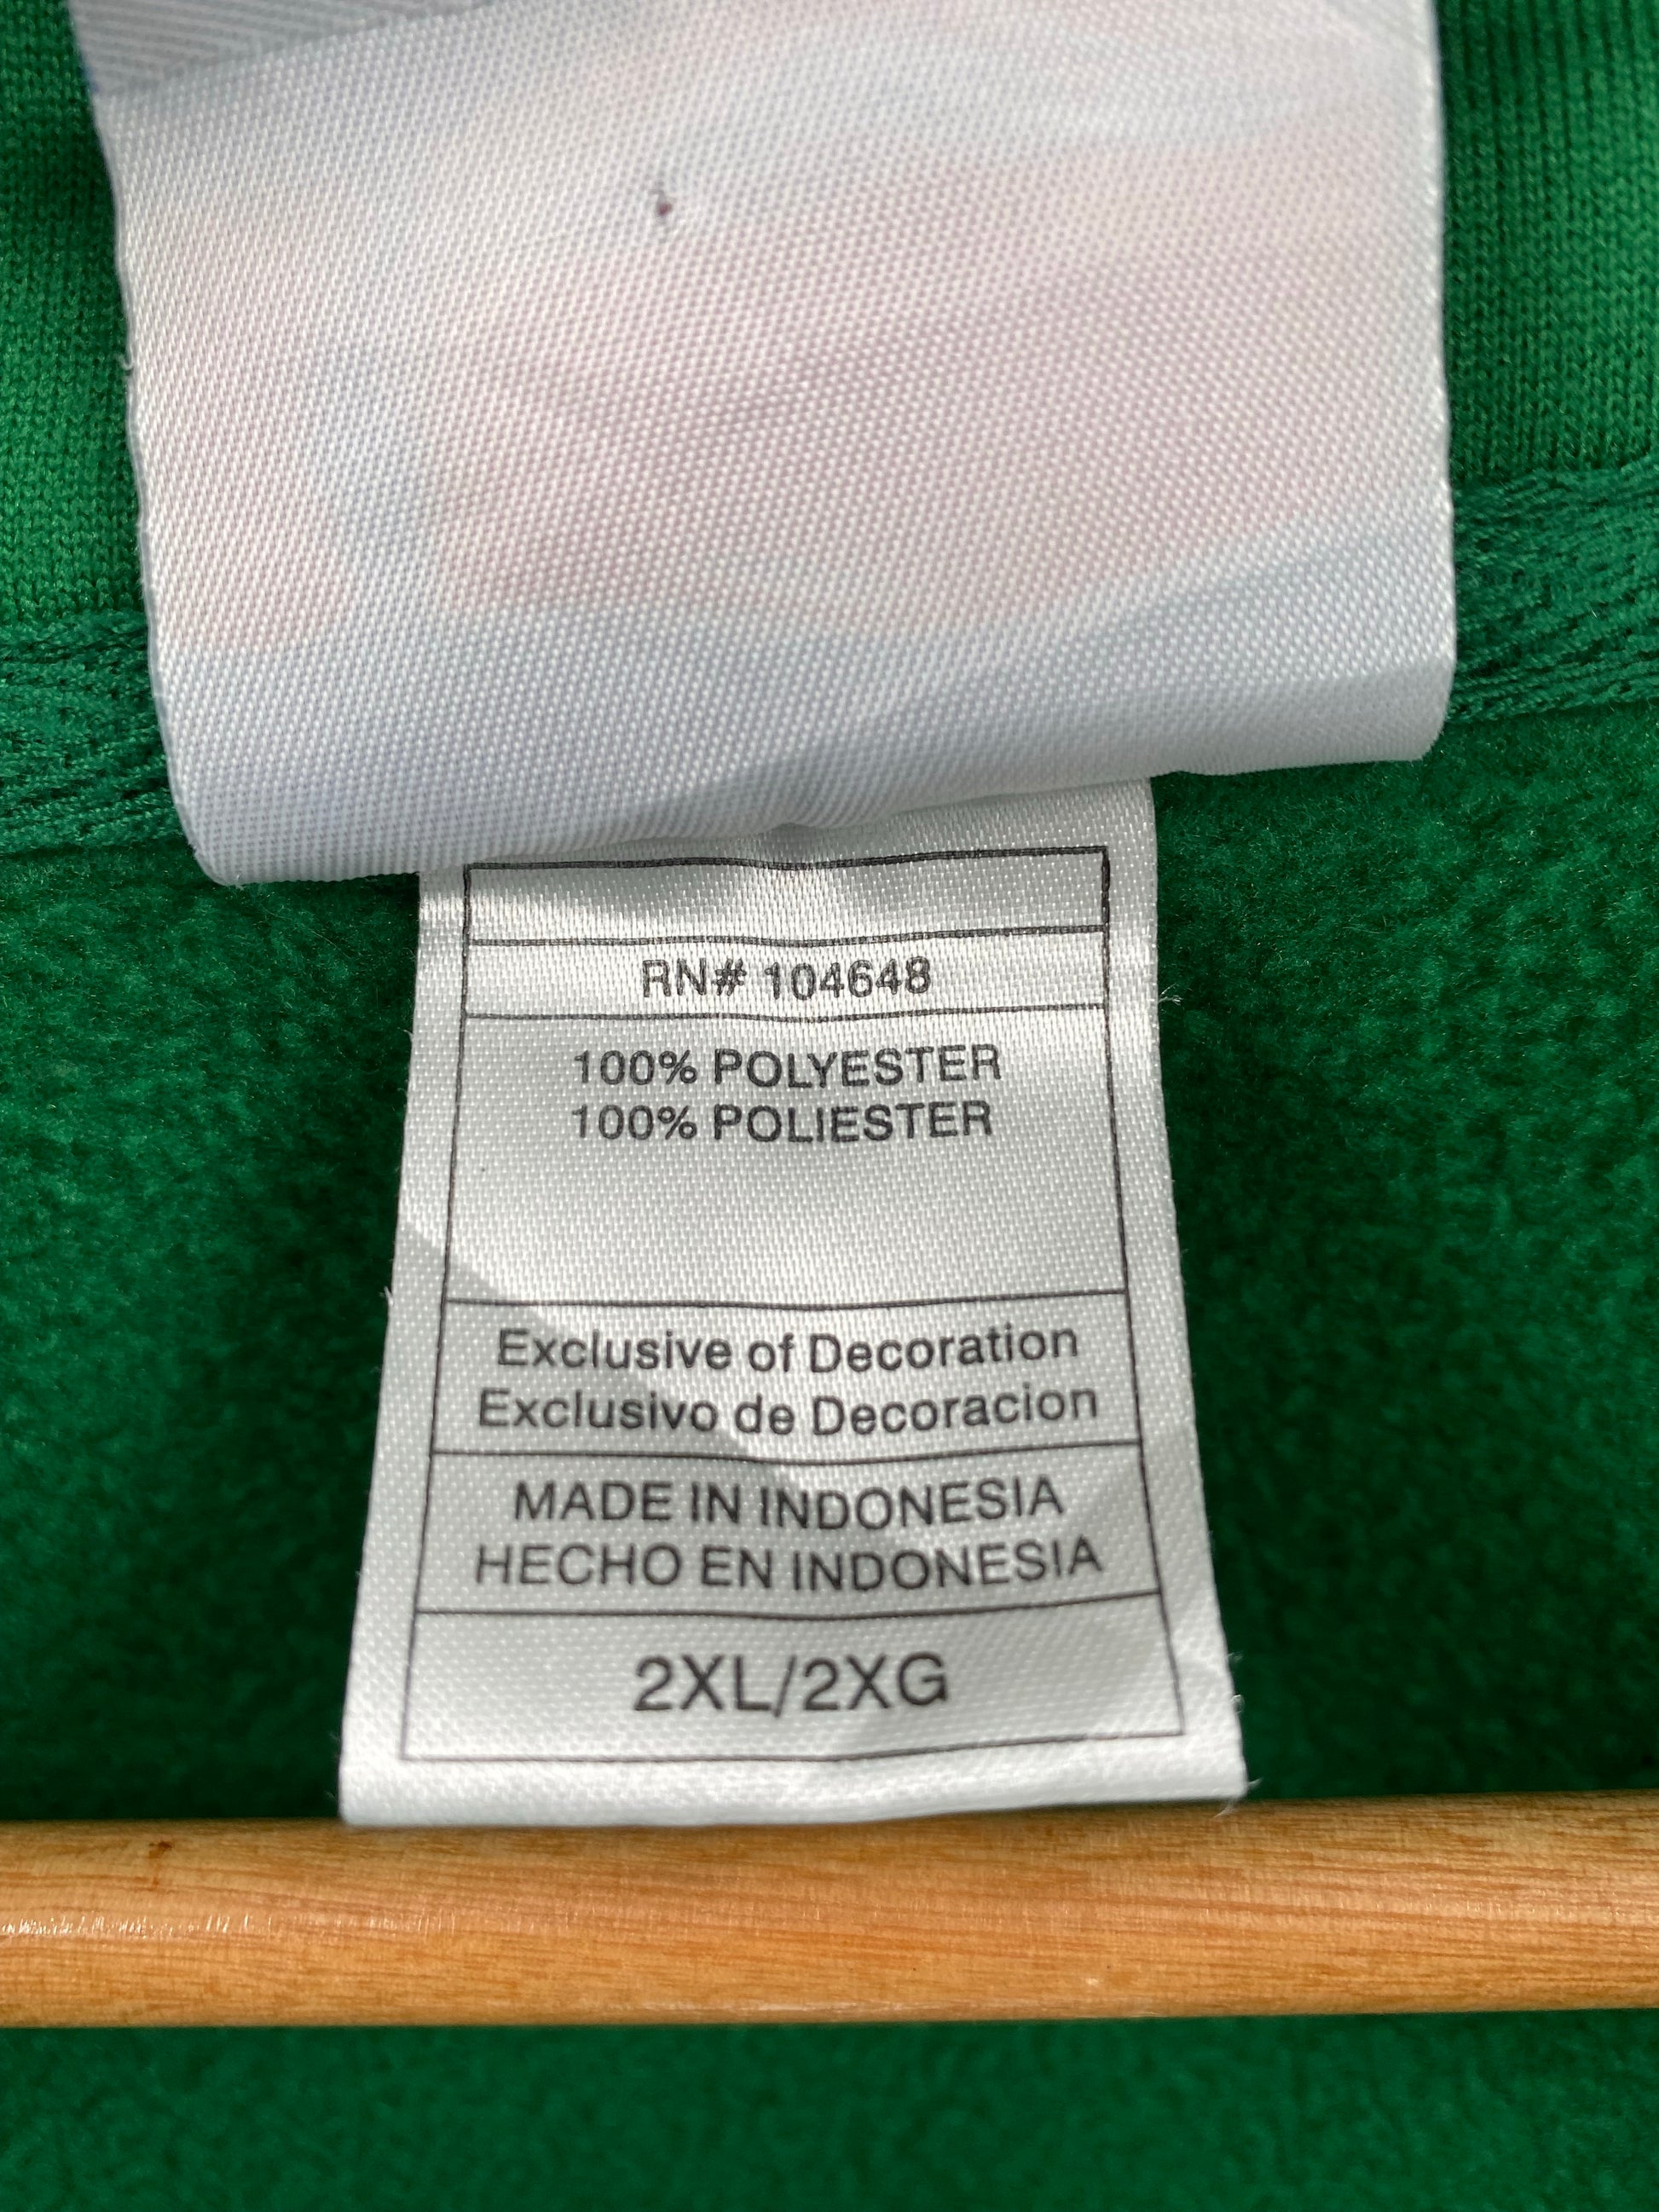 RN# 104648
100% POLYESTER
100% POLIESTER
Exclusive of Decoration
Exclusivo de Decoracion
MADE IN INDONESIA
HECHO EN INDONESIA
2XL/2XG